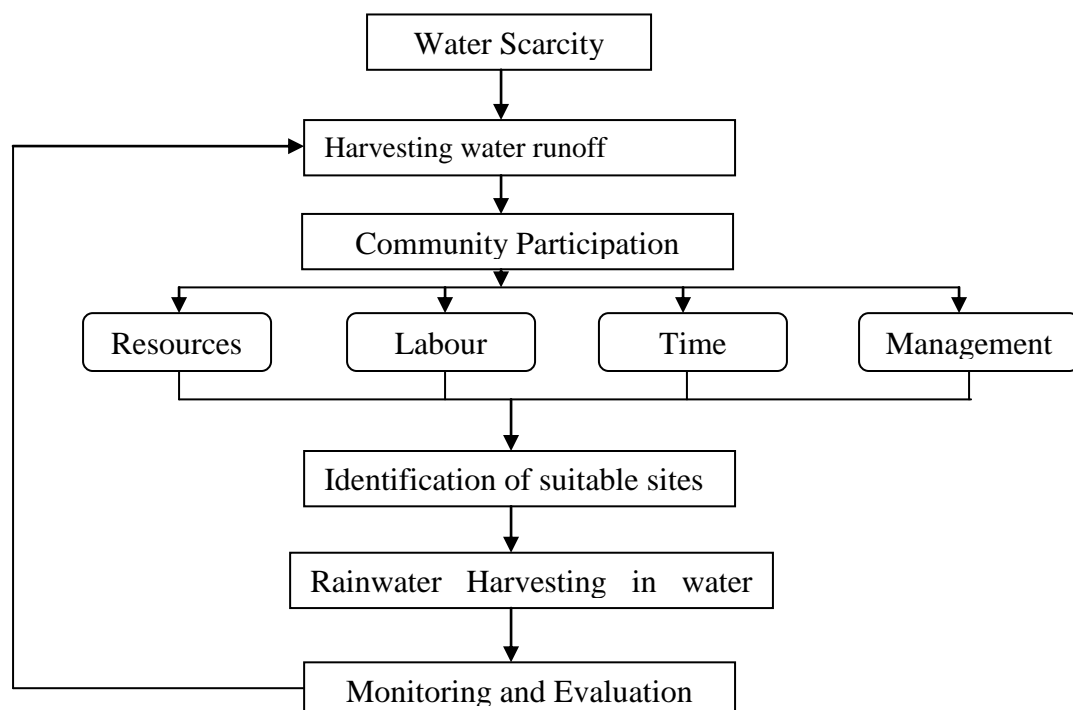 Water Scarcity
Harvesting water runoff
Community Participation
Resources
Labour
Time
Management
Identification of suitable sites
Rainwater Harvesting in water
Monitoring and Evaluation